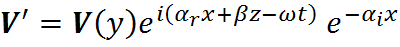 𝑽′ = 𝑽(y)e^{i(α_r x+βz−ωt)} e^{−α_i x}